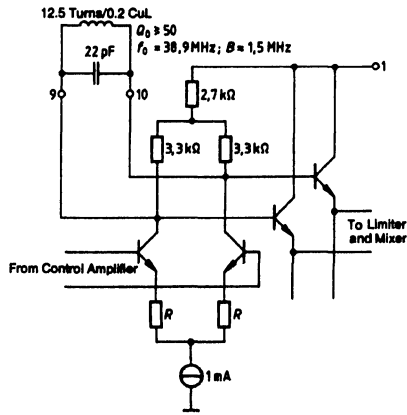 12.5 Turns/0.2 CuL
Q₀ ≥ 50
f₀ = 38,9 MHz; B ≈ 1,5 MHz
22 pF
9
10
1
2,7 kΩ
3,3 kΩ
3,3 kΩ
To Limiter
and Mixer
From Control Amplifier
R
R
1 mA